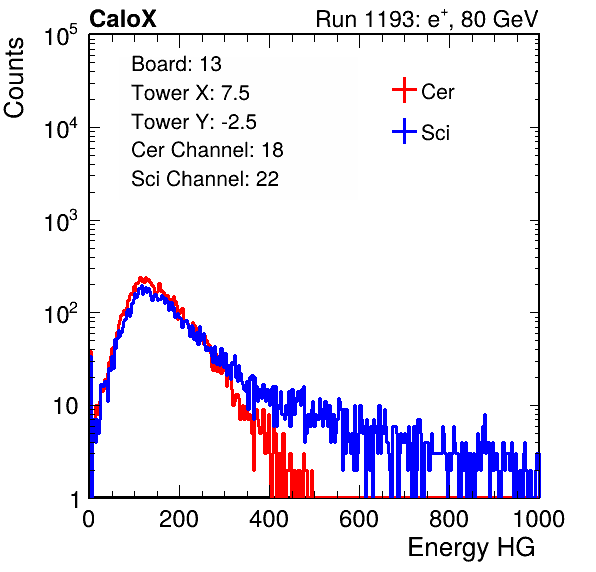 CaloX Run 1193: e⁺, 80 GeV
Counts
Board: 13
Tower X: 7.5
Tower Y: -2.5
Cer Channel: 18
Sci Channel: 22
Cer
Sci
10⁵
10⁴
10³
10²
10
1
0 200 400 600 800 1000
Energy HG